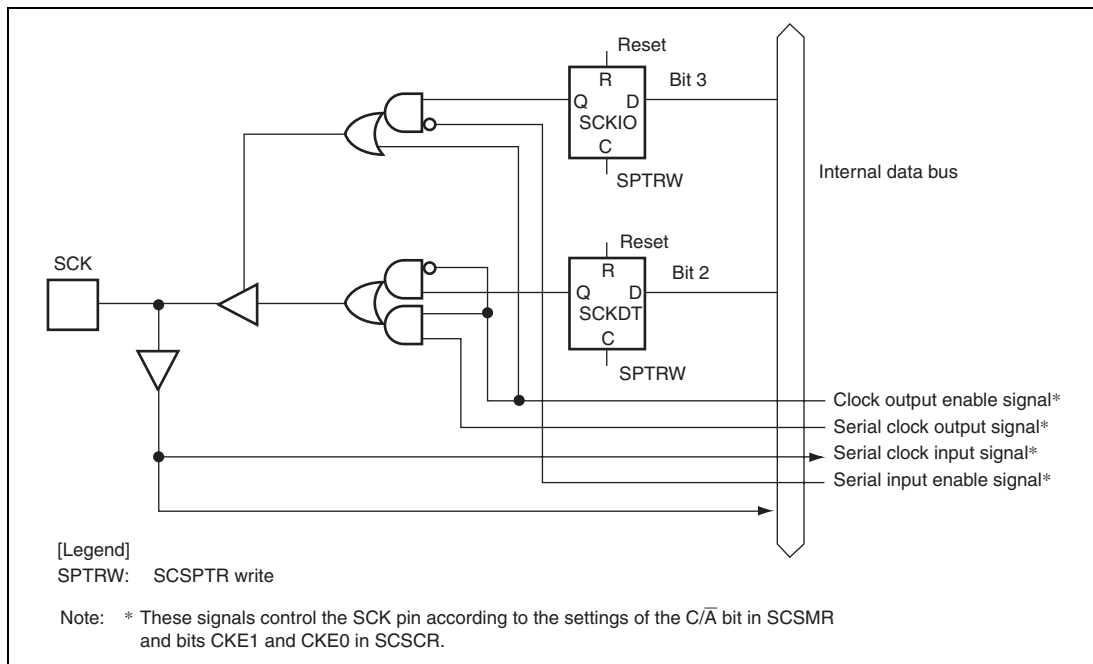 Reset
R
Bit 3
Q
D
SCKIO
C
SPTRW
Internal data bus
Reset
R
Bit 2
Q
D
SCKDT
C
SPTRW
SCK
Clock output enable signal*
Serial clock output signal*
Serial clock input signal*
Serial input enable signal*
[Legend]
SPTRW: SCSPTR write
Note: * These signals control the SCK pin according to the settings of the C/A̅ bit in SCSMR
and bits CKE1 and CKE0 in SCSCR.